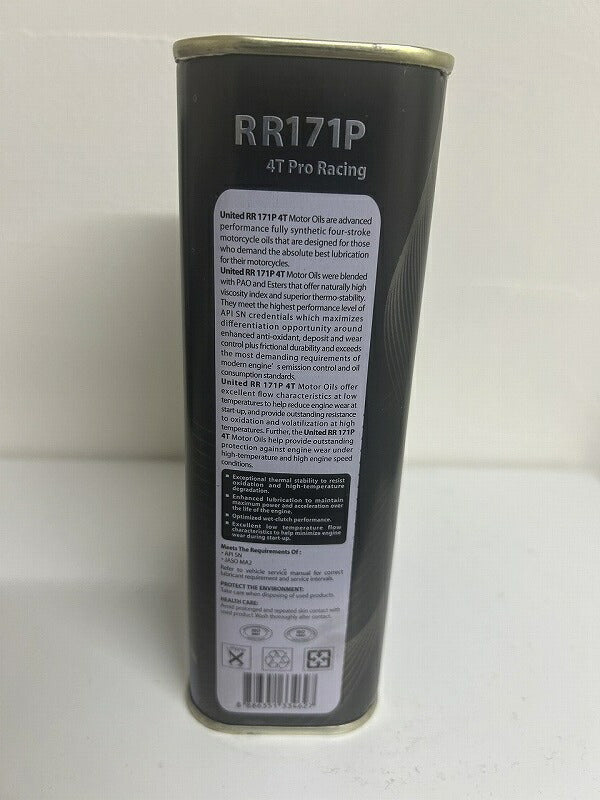 RR171P
4T Pro Racing
United RR 171P 4T Motor Oils are advanced
performance fully synthetic four-stroke
motorcycle oils that are designed for those
who demand the absolute best lubrication
for their motorcycles.
United RR 171P 4T Motor Oils were blended
with PAO and Esters that offer naturally high
viscosity index and superior thermo-stability.
They meet the highest performance level of
API SN credentials which maximizes
differentiation opportunity around
enhanced anti-oxidant, deposit and wear
control plus frictional durability and exceeds
the most demanding requirements of
modern engine's emission control and oil
consumption standards.
United RR 171P 4T Motor Oils offer
excellent flow characteristics at low
temperatures to help reduce engine wear at
start-up, and provide outstanding resistance
to oxidation and volatilization at high
temperatures. Further, the United RR 171P
4T Motor Oils help provide outstanding
protection against engine wear under
high-temperature and high engine speed
conditions.
Exceptional thermal stability to resist
oxidation and high-temperature
degradation.
Enhanced lubrication to maintain
maximum power and acceleration over
the life of the engine.
Optimized wet-clutch performance.
Excellent low temperature flow
characteristics to help minimize engine
wear during start-up.
Meets The Requirements Of :
- API SN
- JASO MA2
Refer to vehicle service manual for correct
lubricant requirement and service intervals.
PROTECT THE ENVIRONMENT:
Take care when disposing of used products.
HEALTH CARE:
Avoid prolonged and repeated skin contact with
used product. Wash thoroughly after contact.